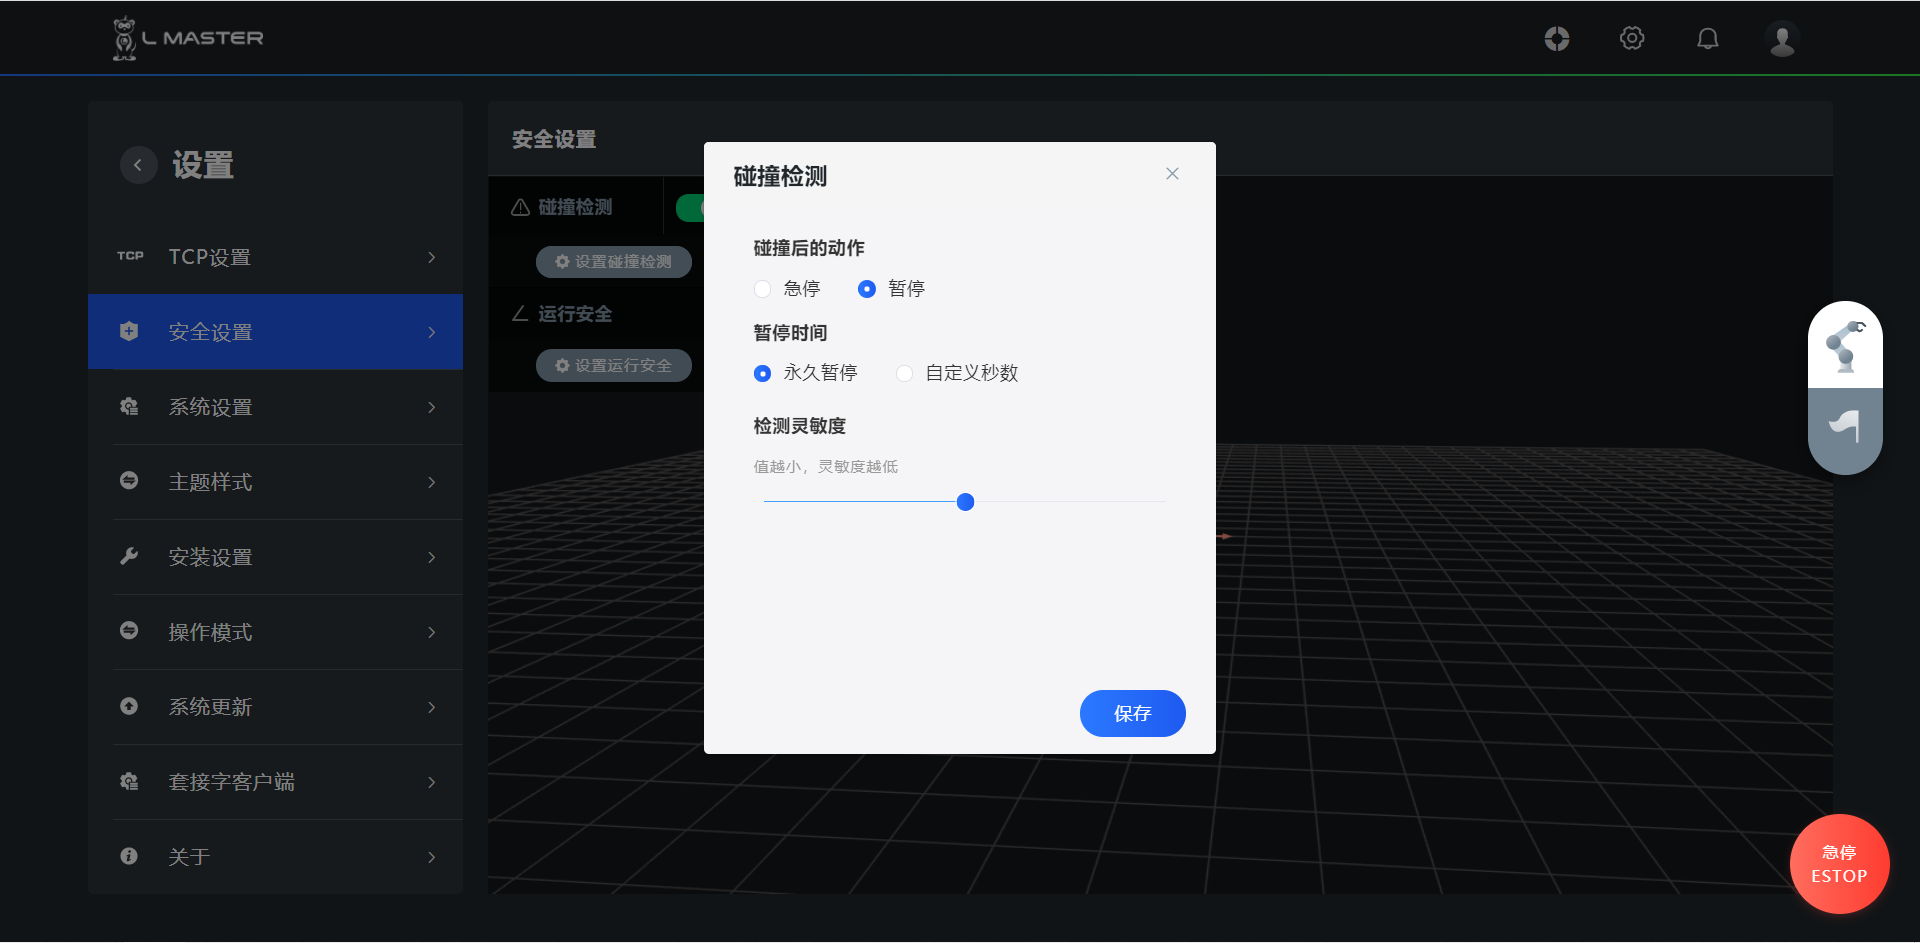 L MASTER
设置
TCP TCP设置
安全设置
系统设置
主题样式
安装设置
操作模式
系统更新
套接字客户端
关于
安全设置
碰撞检测
设置碰撞检测
运行安全
设置运行安全
碰撞检测
碰撞后的动作
急停 暂停
暂停时间
永久暂停 自定义秒数
检测灵敏度
值越小，灵敏度越低
保存
急停
ESTOP